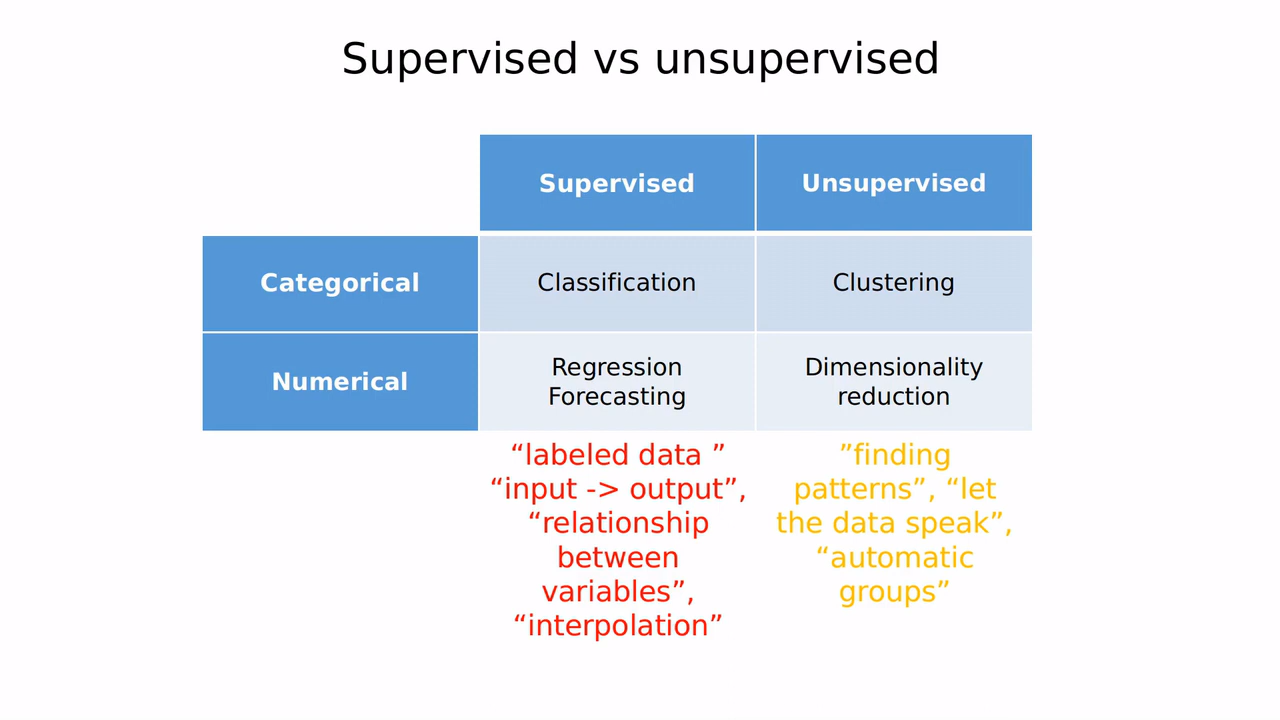 Supervised vs unsupervised
Supervised
Unsupervised
Categorical
Classification
Clustering
Numerical
Regression
Forecasting
Dimensionality
reduction
“labeled data ”
“input -> output”,
“relationship
between
variables”,
“interpolation”
”finding
patterns”, “let
the data speak”,
“automatic
groups”